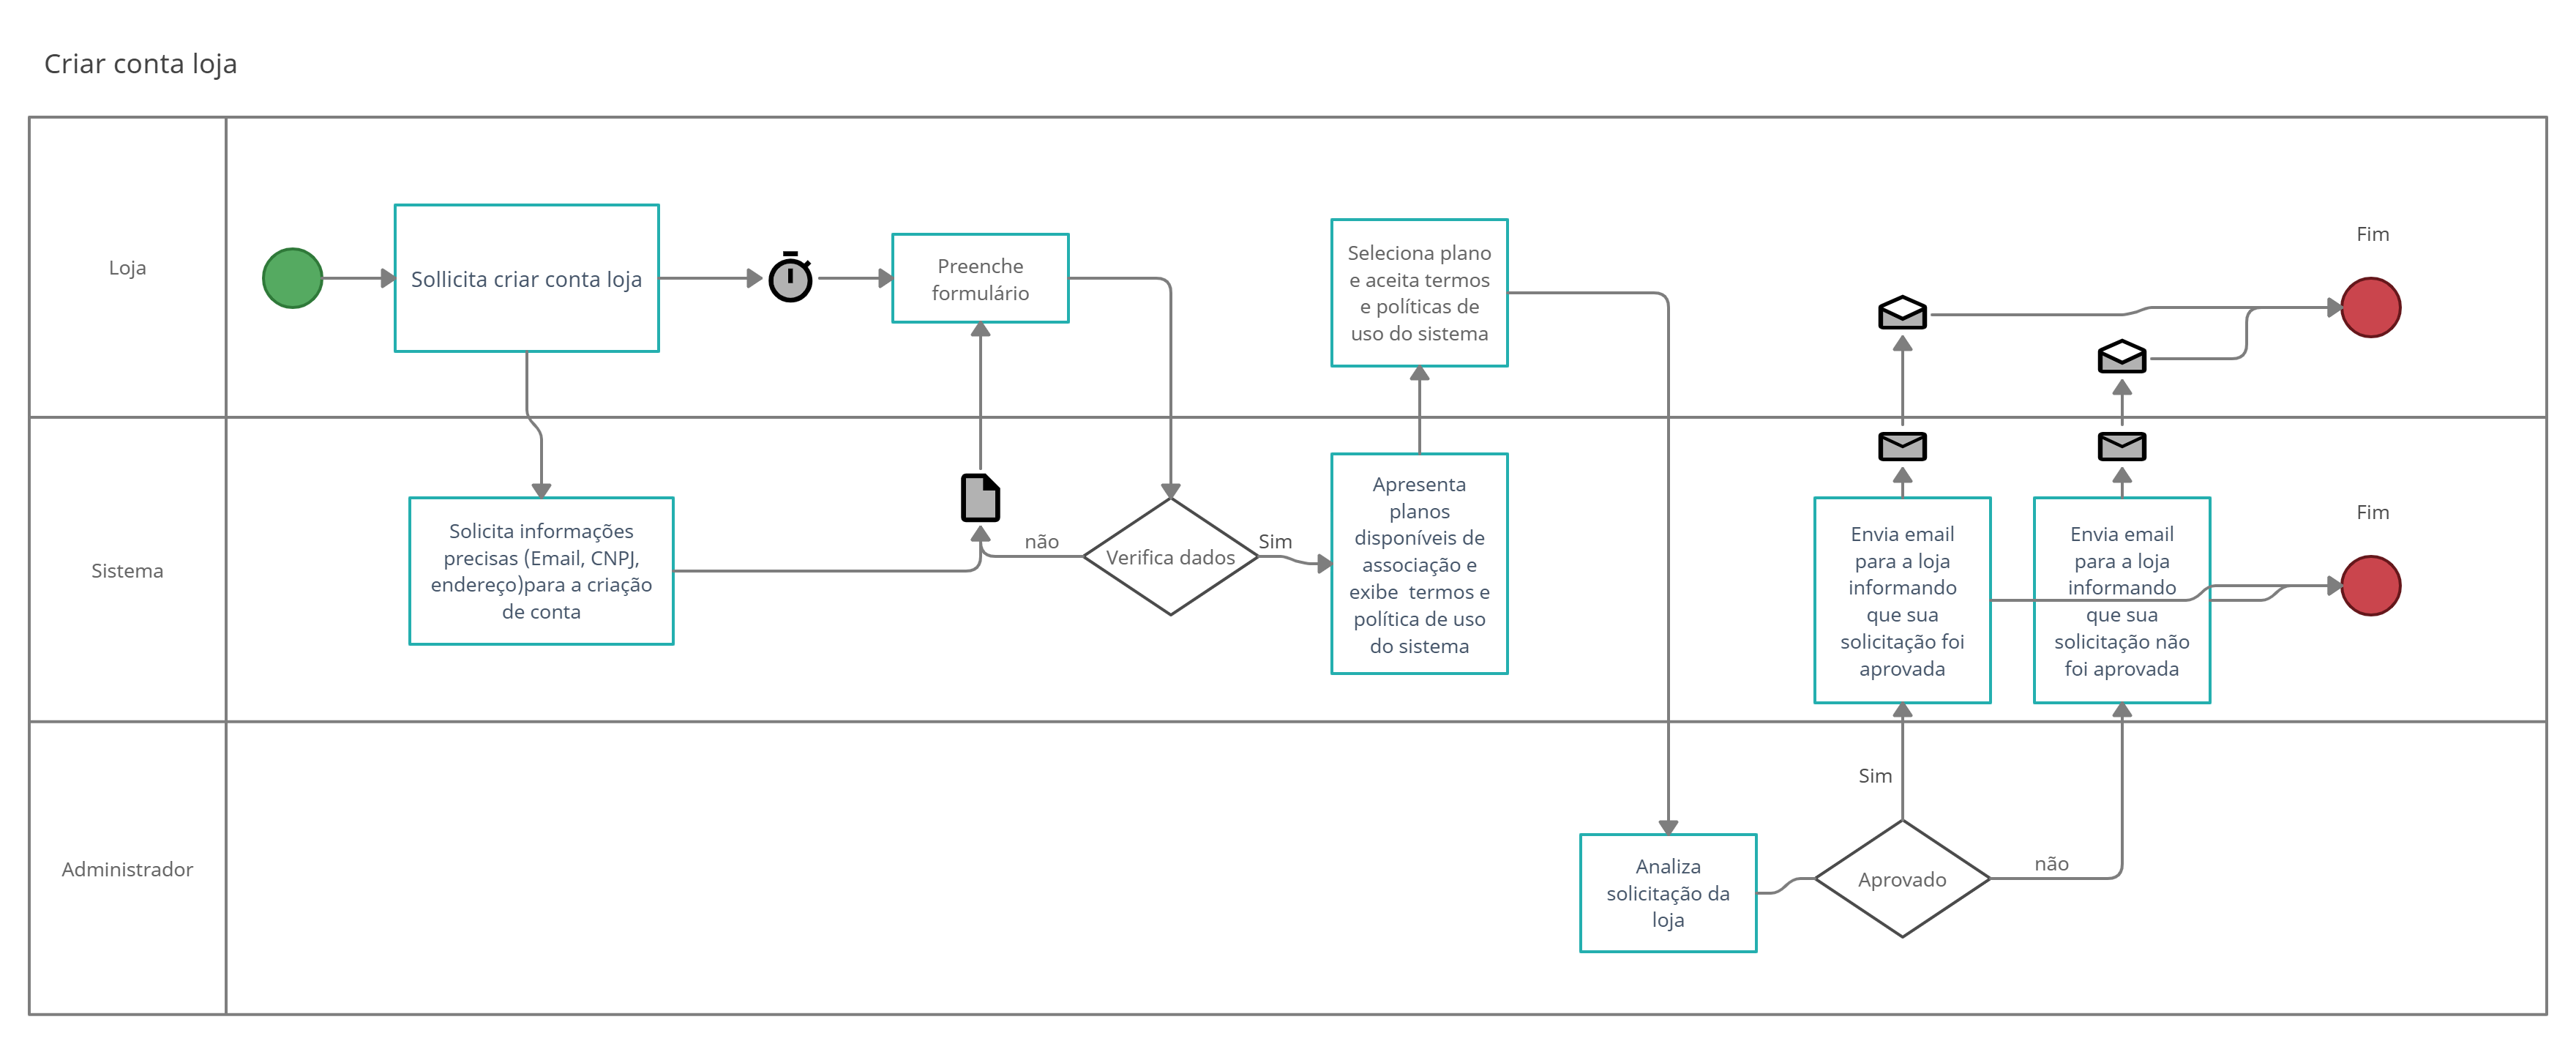 Criar conta loja
Loja
Sollicita criar conta loja
Preenche
formulário
Seleciona plano
e aceita termos
e políticas de
uso do sistema
Fim
Sistema
Solicita informações
precisas (Email, CNPJ,
endereço)para a criação
de conta
não
Verifica dados
Sim
Apresenta
planos
disponíveis de
associação e
exibe  termos e
política de uso
do sistema
Envia email
para a loja
informando
que sua
solicitação foi
aprovada
Envia email
para a loja
informando
que sua
solicitação não
foi aprovada
Fim
Administrador
Analiza
solicitação da
loja
Sim
Aprovado
não